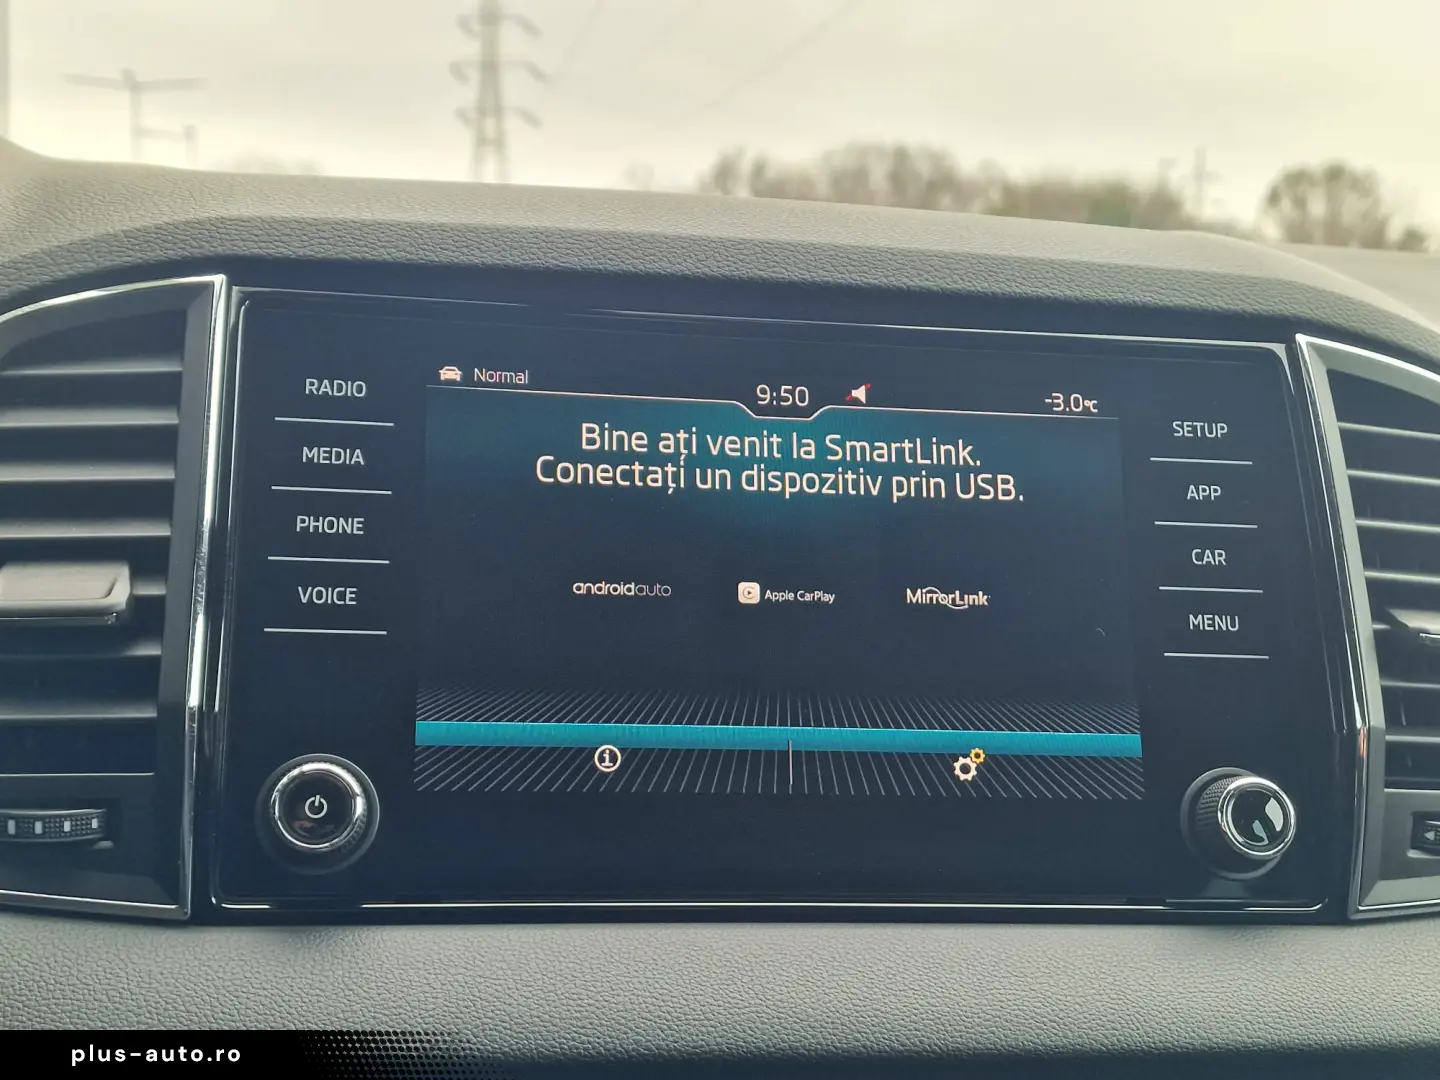 Normal
9:50
-3.0°C
Bine ați venit la SmartLink.
Conectați un dispozitiv prin USB.
androidauto
Apple CarPlay
MirrorLink
RADIO
MEDIA
PHONE
VOICE
SETUP
APP
CAR
MENU
plus-auto.ro